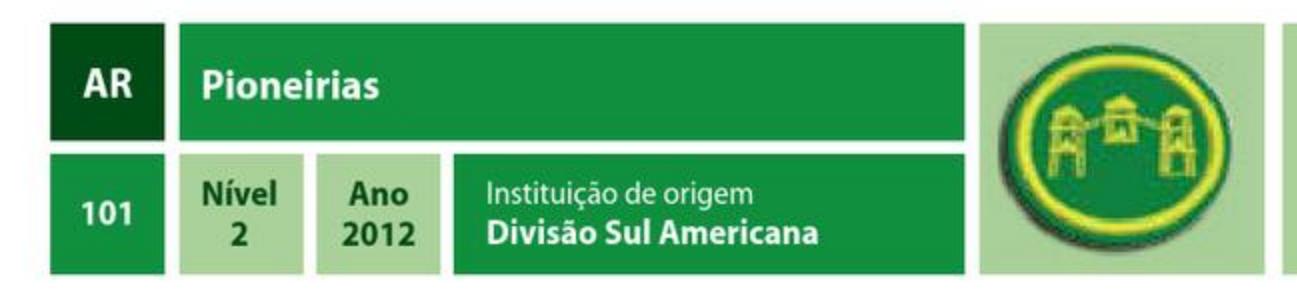 AR
Pioneirias
101
Nível
2
Ano
2012
Instituição de origem
Divisão Sul Americana